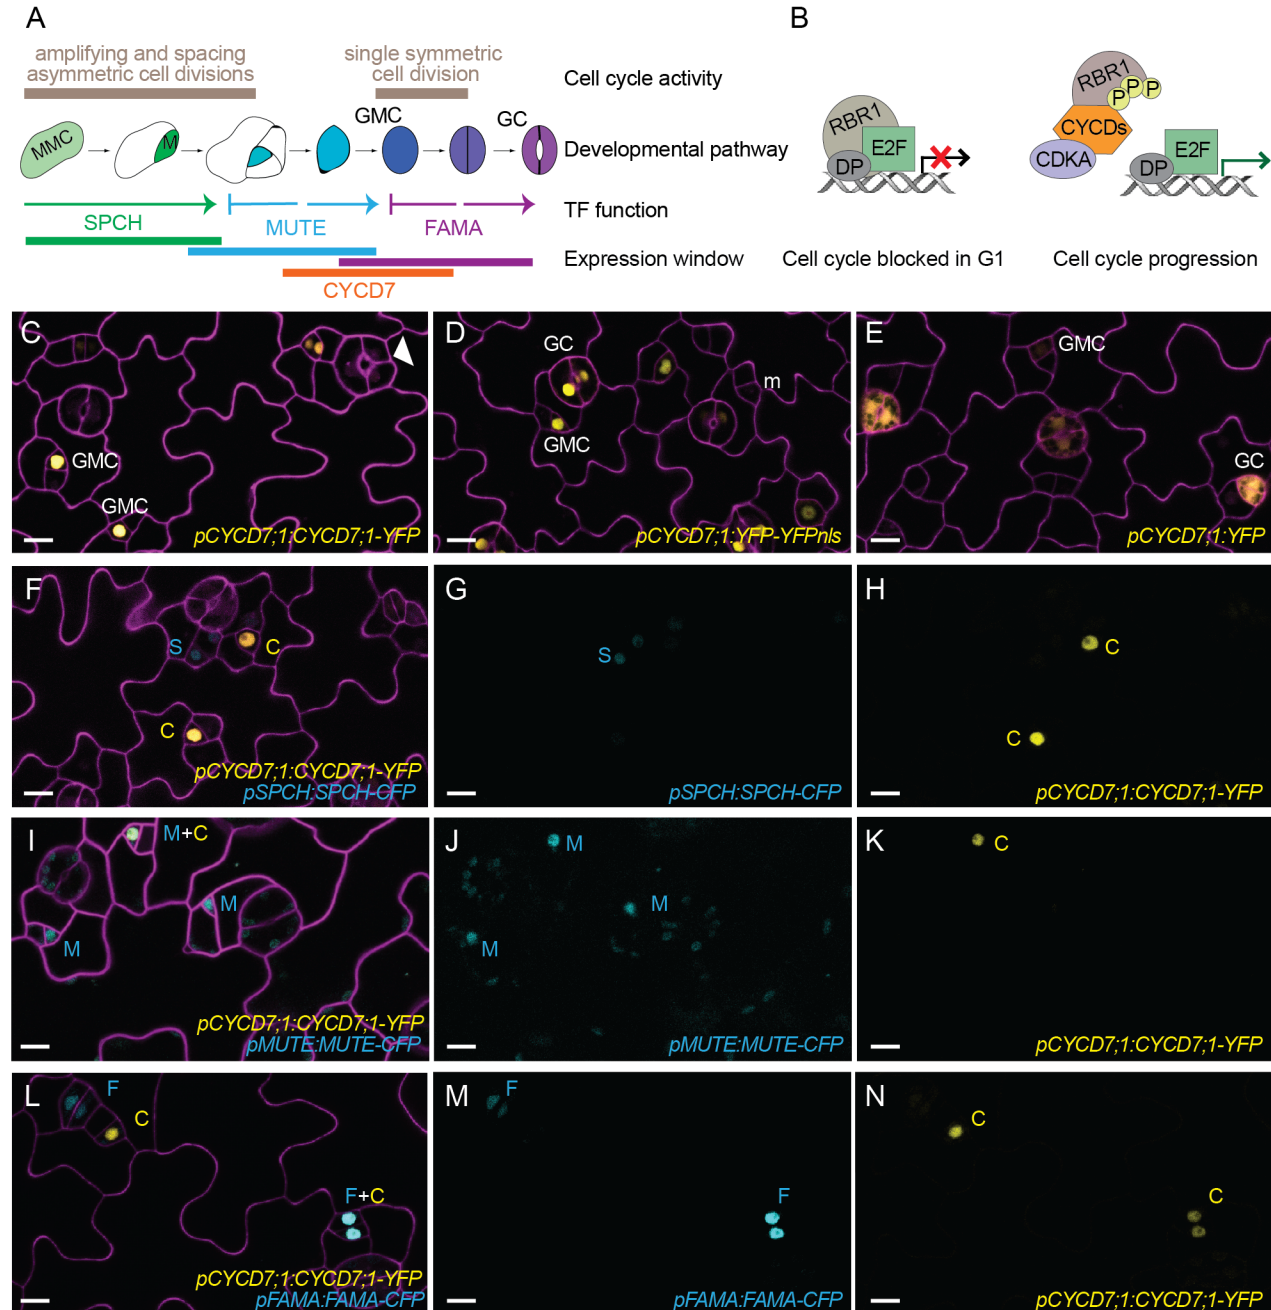 A
amplifying and spacing
asymmetric cell divisions
single symmetric
cell division
Cell cycle activity
MMC
M
GMC
GC
Developmental pathway
SPCH
MUTE
FAMA
TF function
Expression window
CYCD7
B
RBR1
E2F
DP
Cell cycle blocked in G1
RBR1
P
P
P
CYCDs
CDKA
E2F
DP
Cell cycle progression
C
GMC
GMC
pCYCD7;1:CYCD7;1-YFP
D
GC
GMC
m
pCYCD7;1:YFP-YFPnls
E
GMC
GC
pCYCD7;1:YFP
F
S
C
C
pCYCD7;1:CYCD7;1-YFP
pSPCH:SPCH-CFP
G
S
pSPCH:SPCH-CFP
H
C
C
pCYCD7;1:CYCD7;1-YFP
I
M+C
M
M
pCYCD7;1:CYCD7;1-YFP
pMUTE:MUTE-CFP
J
M
M
M
pMUTE:MUTE-CFP
K
C
pCYCD7;1:CYCD7;1-YFP
L
F
C
F+C
pCYCD7;1:CYCD7;1-YFP
pFAMA:FAMA-CFP
M
F
F
pFAMA:FAMA-CFP
N
C
C
pCYCD7;1:CYCD7;1-YFP